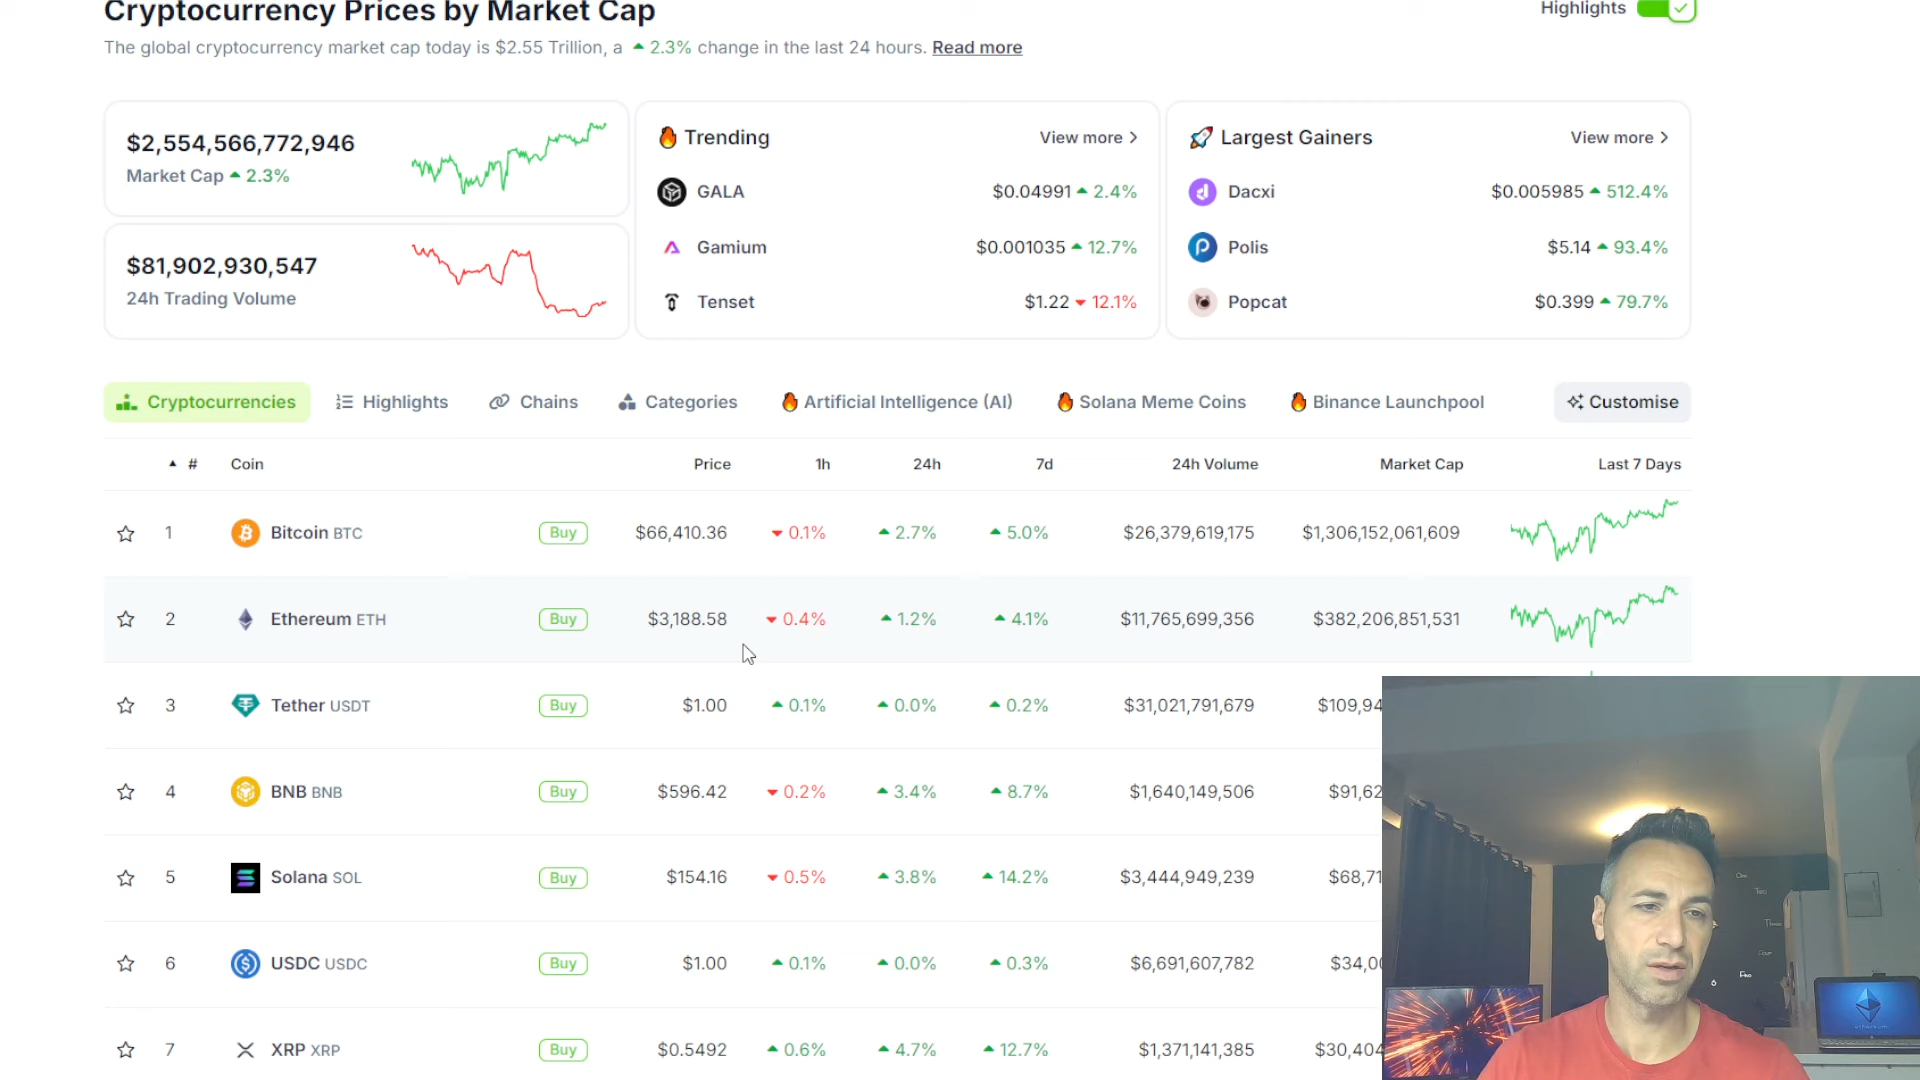 Cryptocurrency Prices by Market Cap
Highlights
The global cryptocurrency market cap today is $2.55 Trillion, a 2.3% change in the last 24 hours. Read more
$2,554,566,772,946
Market Cap 2.3%
$81,902,930,547
24h Trading Volume
Trending View more
GALA $0.04991 2.4%
Gamium $0.001035 12.7%
Tenset $1.22 12.1%
Largest Gainers View more
Dacxi $0.005985 512.4%
Polis $5.14 93.4%
Popcat $0.399 79.7%
Cryptocurrencies Highlights Chains Categories Artificial Intelligence (AI) Solana Meme Coins Binance Launchpool Customise
# Coin Price 1h 24h 7d 24h Volume Market Cap Last 7 Days
1 Bitcoin BTC Buy $66,410.36 0.1% 2.7% 5.0% $26,379,619,175 $1,306,152,061,609
2 Ethereum ETH Buy $3,188.58 0.4% 1.2% 4.1% $11,765,699,356 $382,206,851,531
3 Tether USDT Buy $1.00 0.1% 0.0% 0.2% $31,021,791,679 $109,94
4 BNB BNB Buy $596.42 0.2% 3.4% 8.7% $1,640,149,506 $91,62
5 Solana SOL Buy $154.16 0.5% 3.8% 14.2% $3,444,949,239 $68,71
6 USDC USDC Buy $1.00 0.1% 0.0% 0.3% $6,691,607,782 $34,00
7 XRP XRP Buy $0.5492 0.6% 4.7% 12.7% $1,371,141,385 $30,404